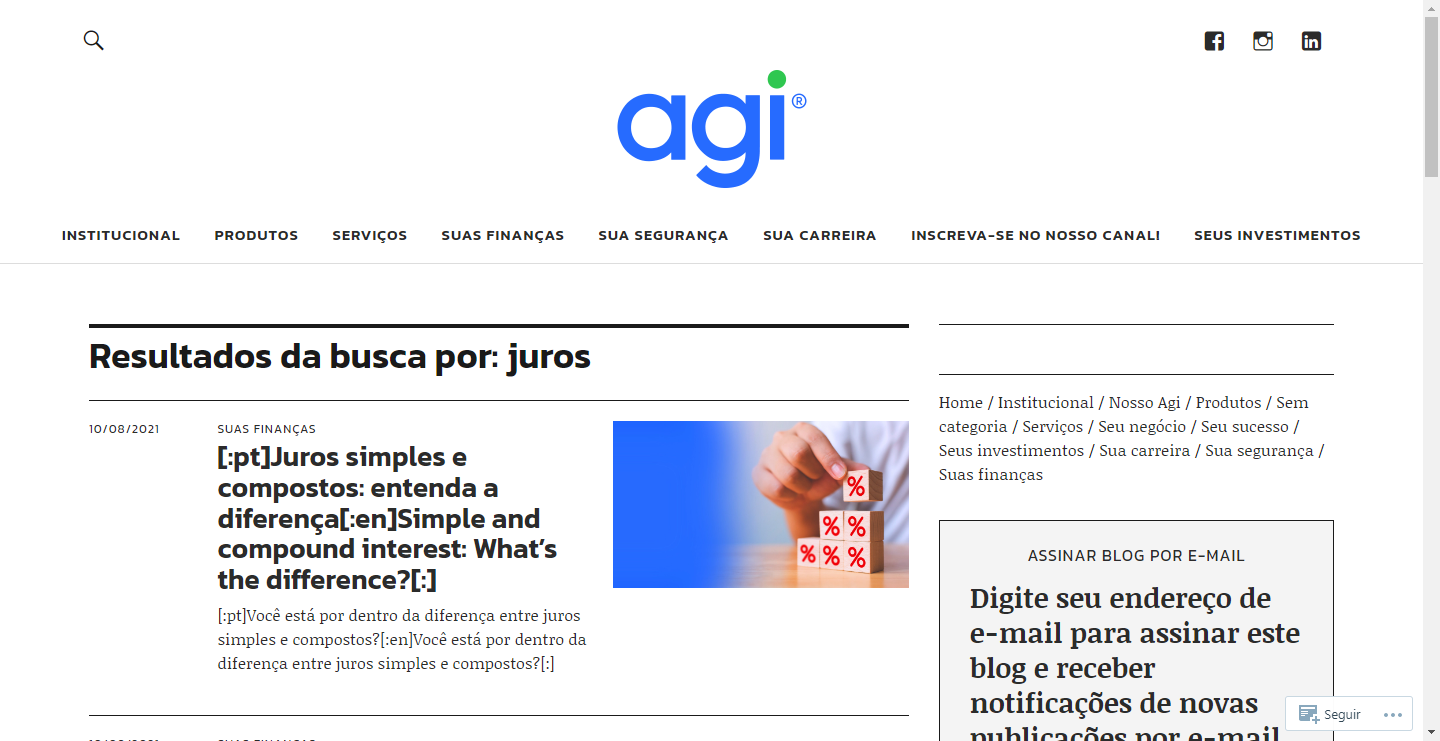 agi®
INSTITUCIONAL PRODUTOS SERVIÇOS SUAS FINANÇAS SUA SEGURANÇA SUA CARREIRA INSCREVA-SE NO NOSSO CANAL! SEUS INVESTIMENTOS
Resultados da busca por: juros
10/08/2021
SUAS FINANÇAS
[:pt]Juros simples e
compostos: entenda a
diferença[:en]Simple and
compound interest: What’s
the difference?[:]
[:pt]Você está por dentro da diferença entre juros
simples e compostos?[:en]Você está por dentro da
diferença entre juros simples e compostos?[:]
%
% %
% % %
Home / Institucional / Nosso Agi / Produtos / Sem
categoria / Serviços / Seu negócio / Seu sucesso /
Seus investimentos / Sua carreira / Sua segurança /
Suas finanças
ASSINAR BLOG POR E-MAIL
Digite seu endereço de
e-mail para assinar este
blog e receber
notificações de novas
publicações por e-mail
Seguir